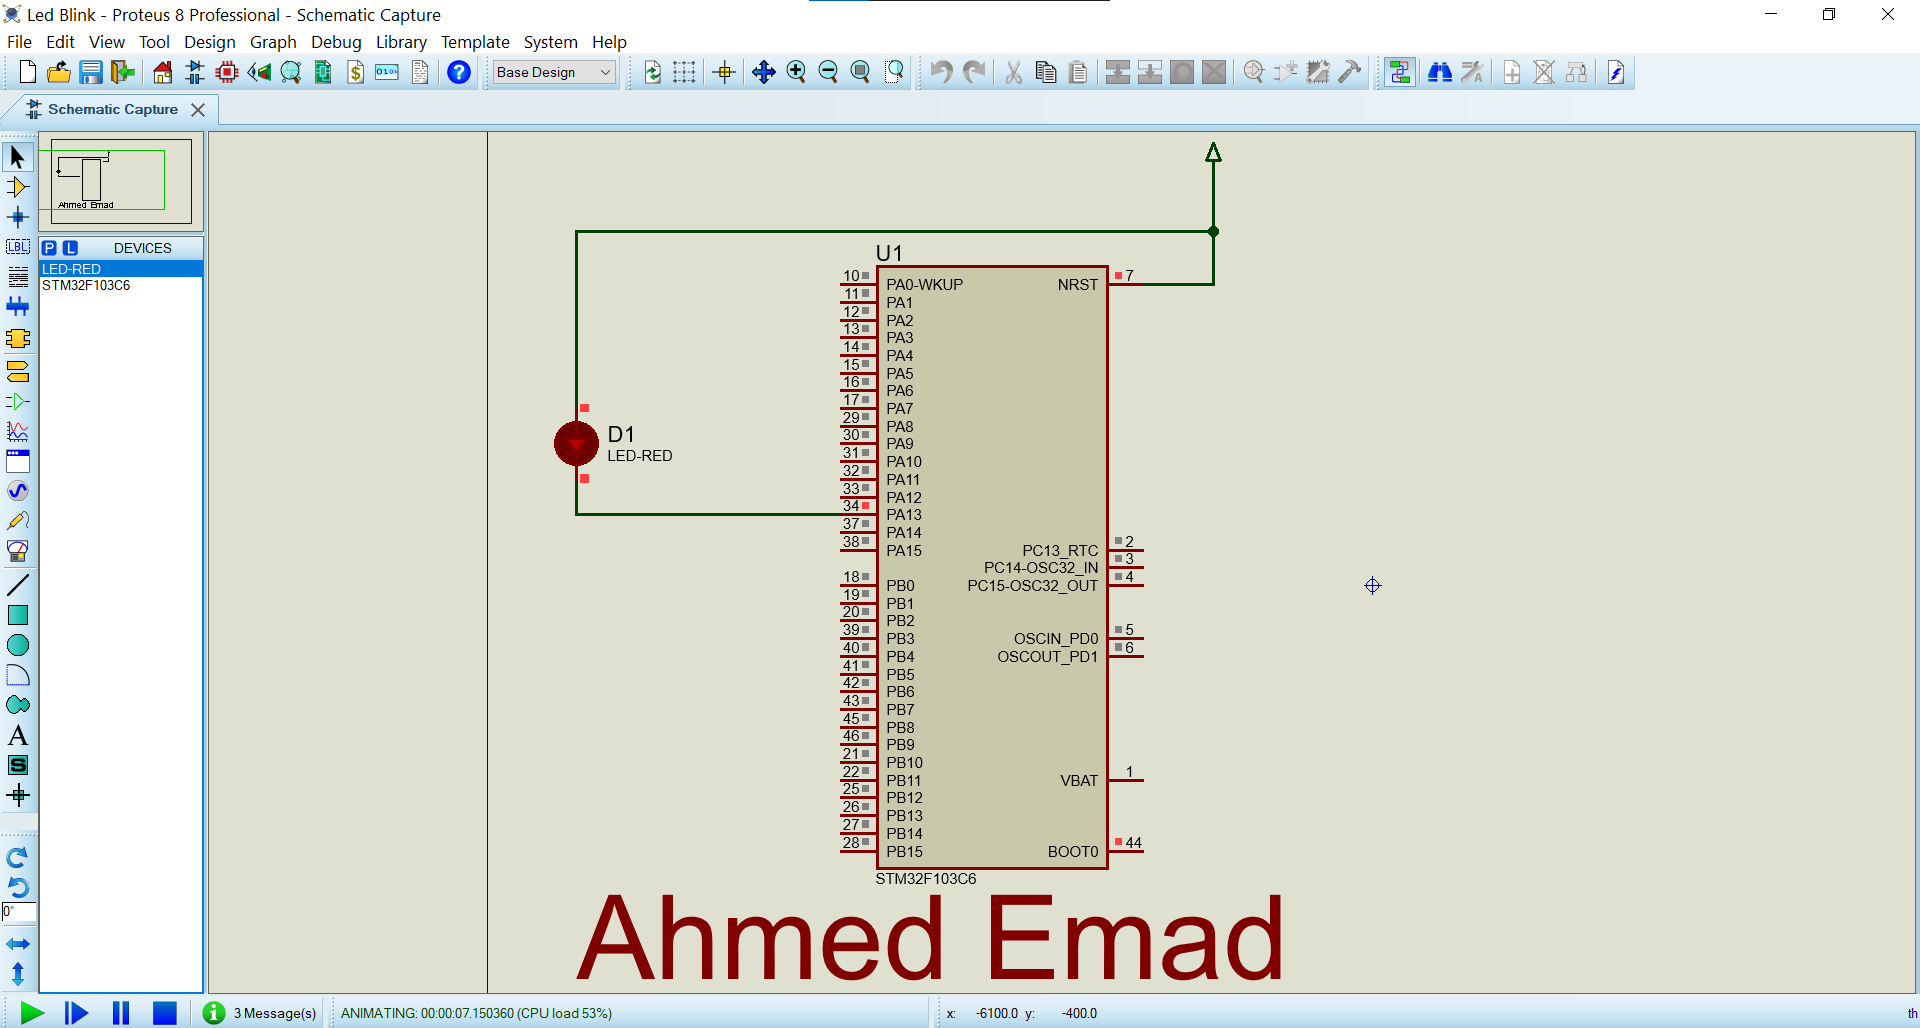 Led Blink - Proteus 8 Professional - Schematic Capture
File Edit View Tool Design Graph Debug Library Template System Help
Base Design
Schematic Capture
Ahmed Emad
P L DEVICES
LED-RED
STM32F103C6
U1
10 PA0-WKUP NRST 7
11 PA1
12 PA2
13 PA3
14 PA4
15 PA5
16 PA6
17 PA7
29 PA8
30 PA9
31 PA10
32 PA11
33 PA12
34 PA13
37 PA14
38 PA15 PC13_RTC 2
PC14-OSC32_IN 3
18 PB0 PC15-OSC32_OUT 4
19 PB1
20 PB2
39 PB3 OSCIN_PD0 5
40 PB4 OSCOUT_PD1 6
41 PB5
42 PB6
43 PB7
45 PB8
46 PB9
21 PB10
22 PB11 VBAT 1
25 PB12
26 PB13
27 PB14
28 PB15 BOOT0 44
STM32F103C6
D1
LED-RED
Ahmed Emad
LBL
A
S
0°
3 Message(s) ANIMATING: 00:00:07.150360 (CPU load 53%) x: -6100.0 y: -400.0 th